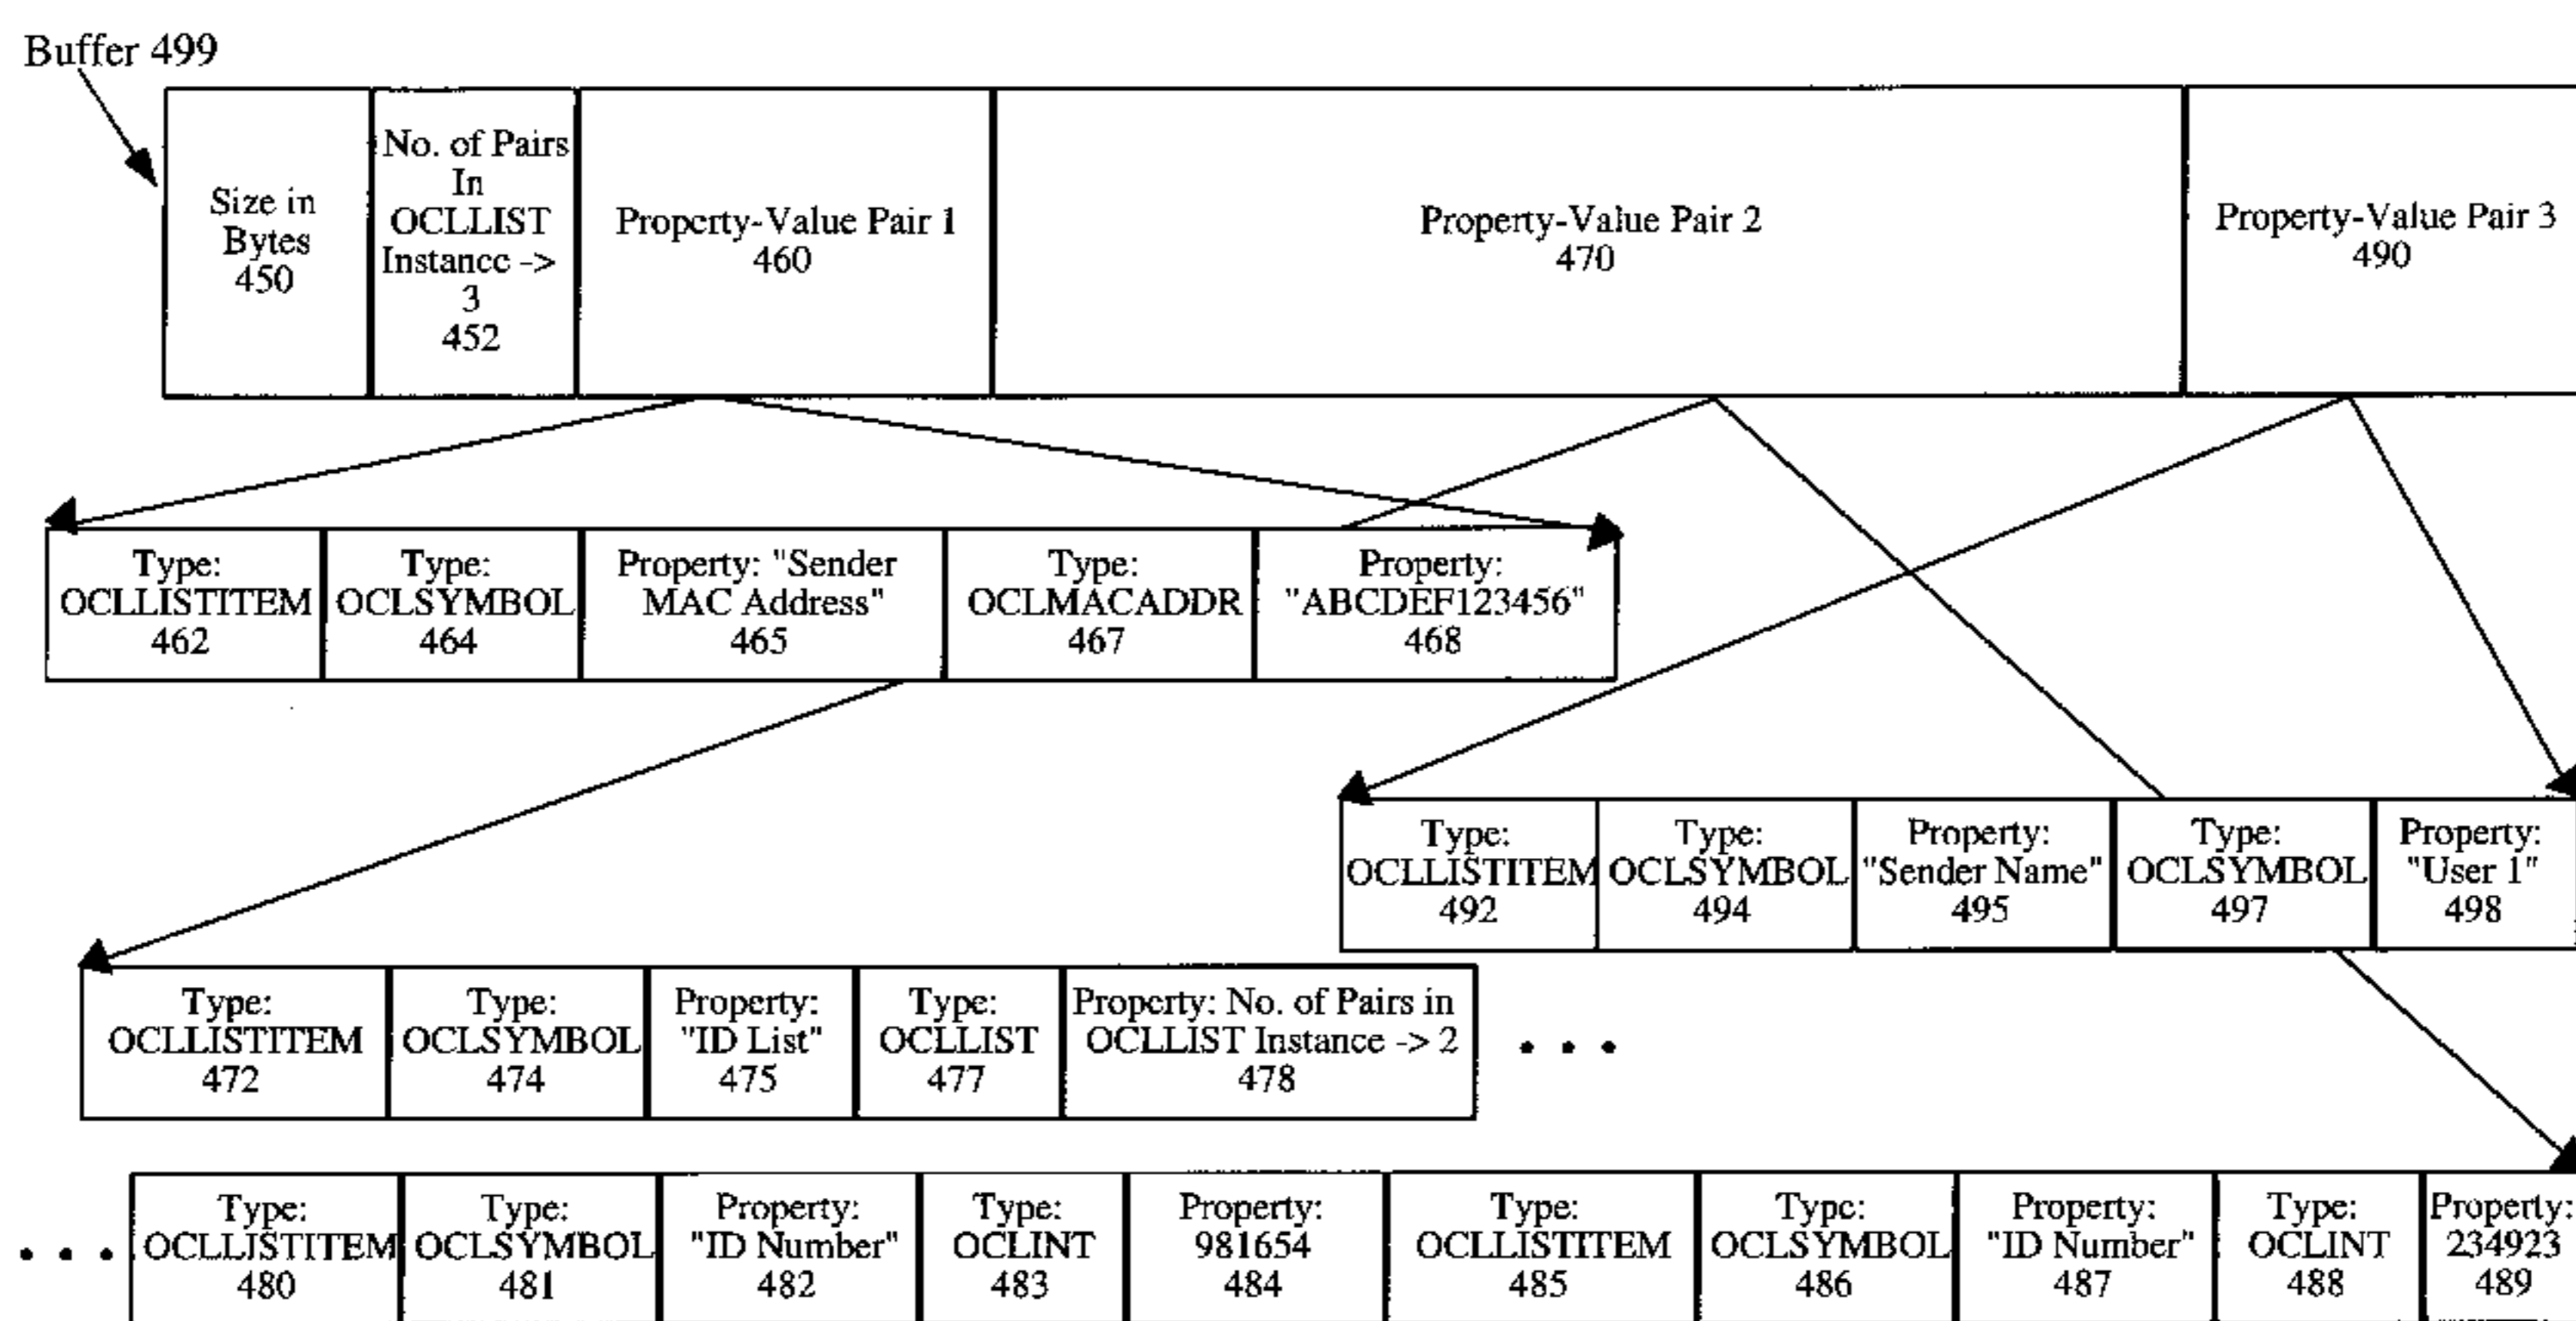 Buffer 499
Size in
Bytes
450
No. of Pairs
In
OCLLIST
Instance ->
3
452
Property-Value Pair 1
460
Property-Value Pair 2
470
Property-Value Pair 3
490
Type:
OCLLISTITEM
462
Type:
OCLSYMBOL
464
Property: "Sender
MAC Address"
465
Type:
OCLMACADDR
467
Property:
"ABCDEF123456"
468
Type:
OCLLISTITEM
492
Type:
OCLSYMBOL
494
Property:
"Sender Name"
495
Type:
OCLSYMBOL
497
Property:
"User 1"
498
Type:
OCLLISTITEM
472
Type:
OCLSYMBOL
474
Property:
"ID List"
475
Type:
OCLLIST
477
Property: No. of Pairs in
OCLLIST Instance -> 2
478
• • •
• • •
Type:
OCLLISTITEM
480
Type:
OCLSYMBOL
481
Property:
"ID Number"
482
Type:
OCLINT
483
Property:
981654
484
Type:
OCLLISTITEM
485
Type:
OCLSYMBOL
486
Property:
"ID Number"
487
Type:
OCLINT
488
Property:
234923
489